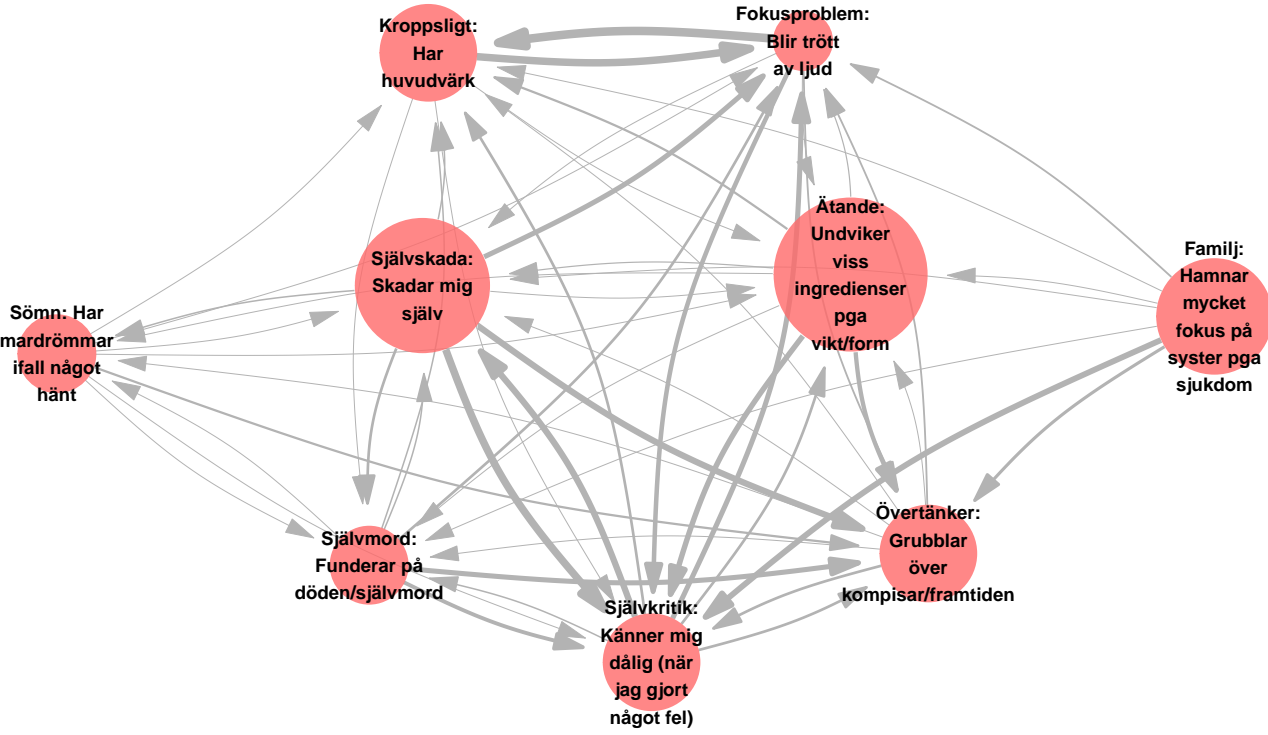 Kroppsligt:
Har
huvudvärk
Fokusproblem:
Blir trött
av ljud
Självskada:
Skadar mig
själv
Ätande:
Undviker
viss
ingredienser
pga
vikt/form
Familj:
Hamnar
mycket
fokus på
syster pga
sjukdom
Sömn: Har
mardrömmar
ifall något
hänt
Självmord:
Funderar på
döden/självmord
Övertänker:
Grubblar
över
kompisar/framtiden
Självkritik:
Känner mig
dålig (när
jag gjort
något fel)